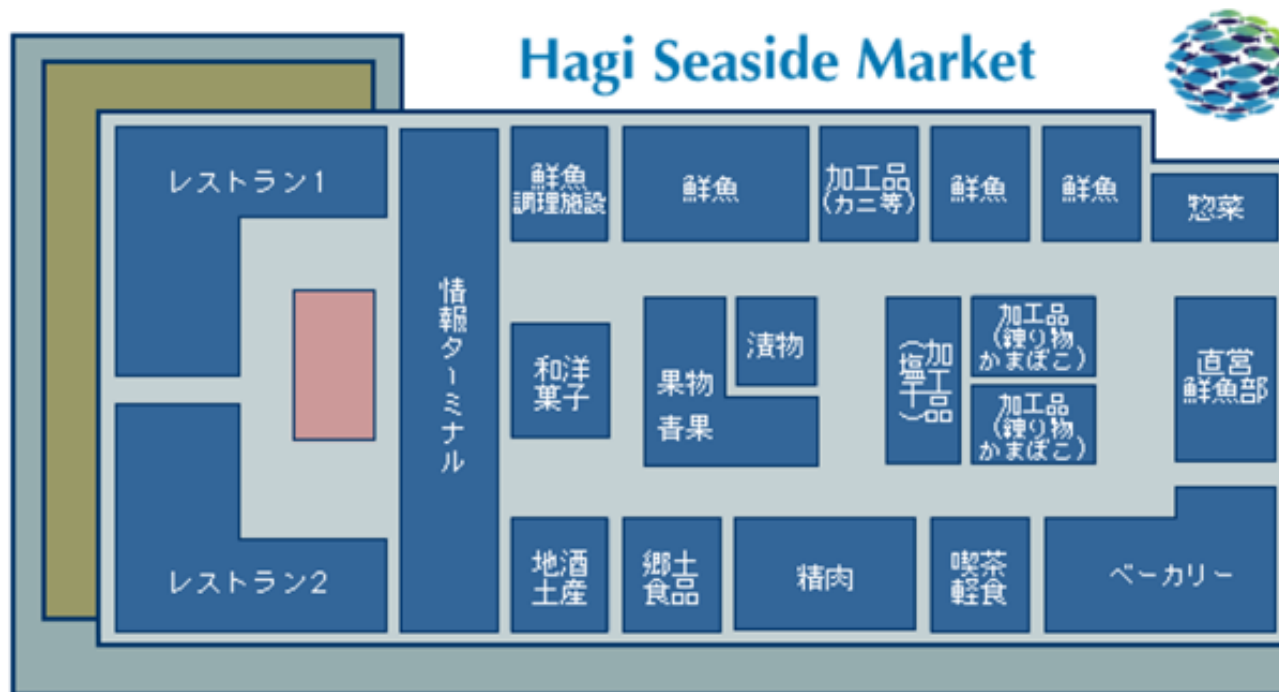 Hagi Seaside Market
レストラン1
鮮魚
調理施設
鮮魚
加工品
(カニ等)
鮮魚
鮮魚
惣菜
情報ターミナル
和洋
菓子
果物
青果
漬物
加工品
(塩干)
加工品
(練り物
かまぼこ)
加工品
(練り物
かまぼこ)
直営
鮮魚部
レストラン2
地酒
土産
郷土
食品
精肉
喫茶
軽食
ベーカリー